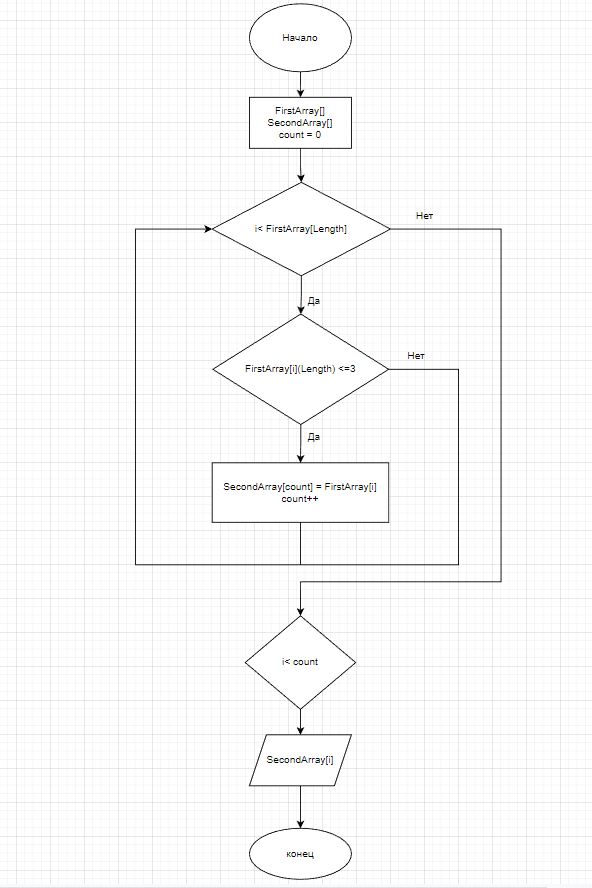 Начало
FirstArray[]
SecondArray[]
count = 0
i< FirstArray[Length]
Нет
Да
FirstArray[i](Length) <=3
Нет
Да
SecondArray[count] = FirstArray[i]
count++
i< count
SecondArray[i]
конец